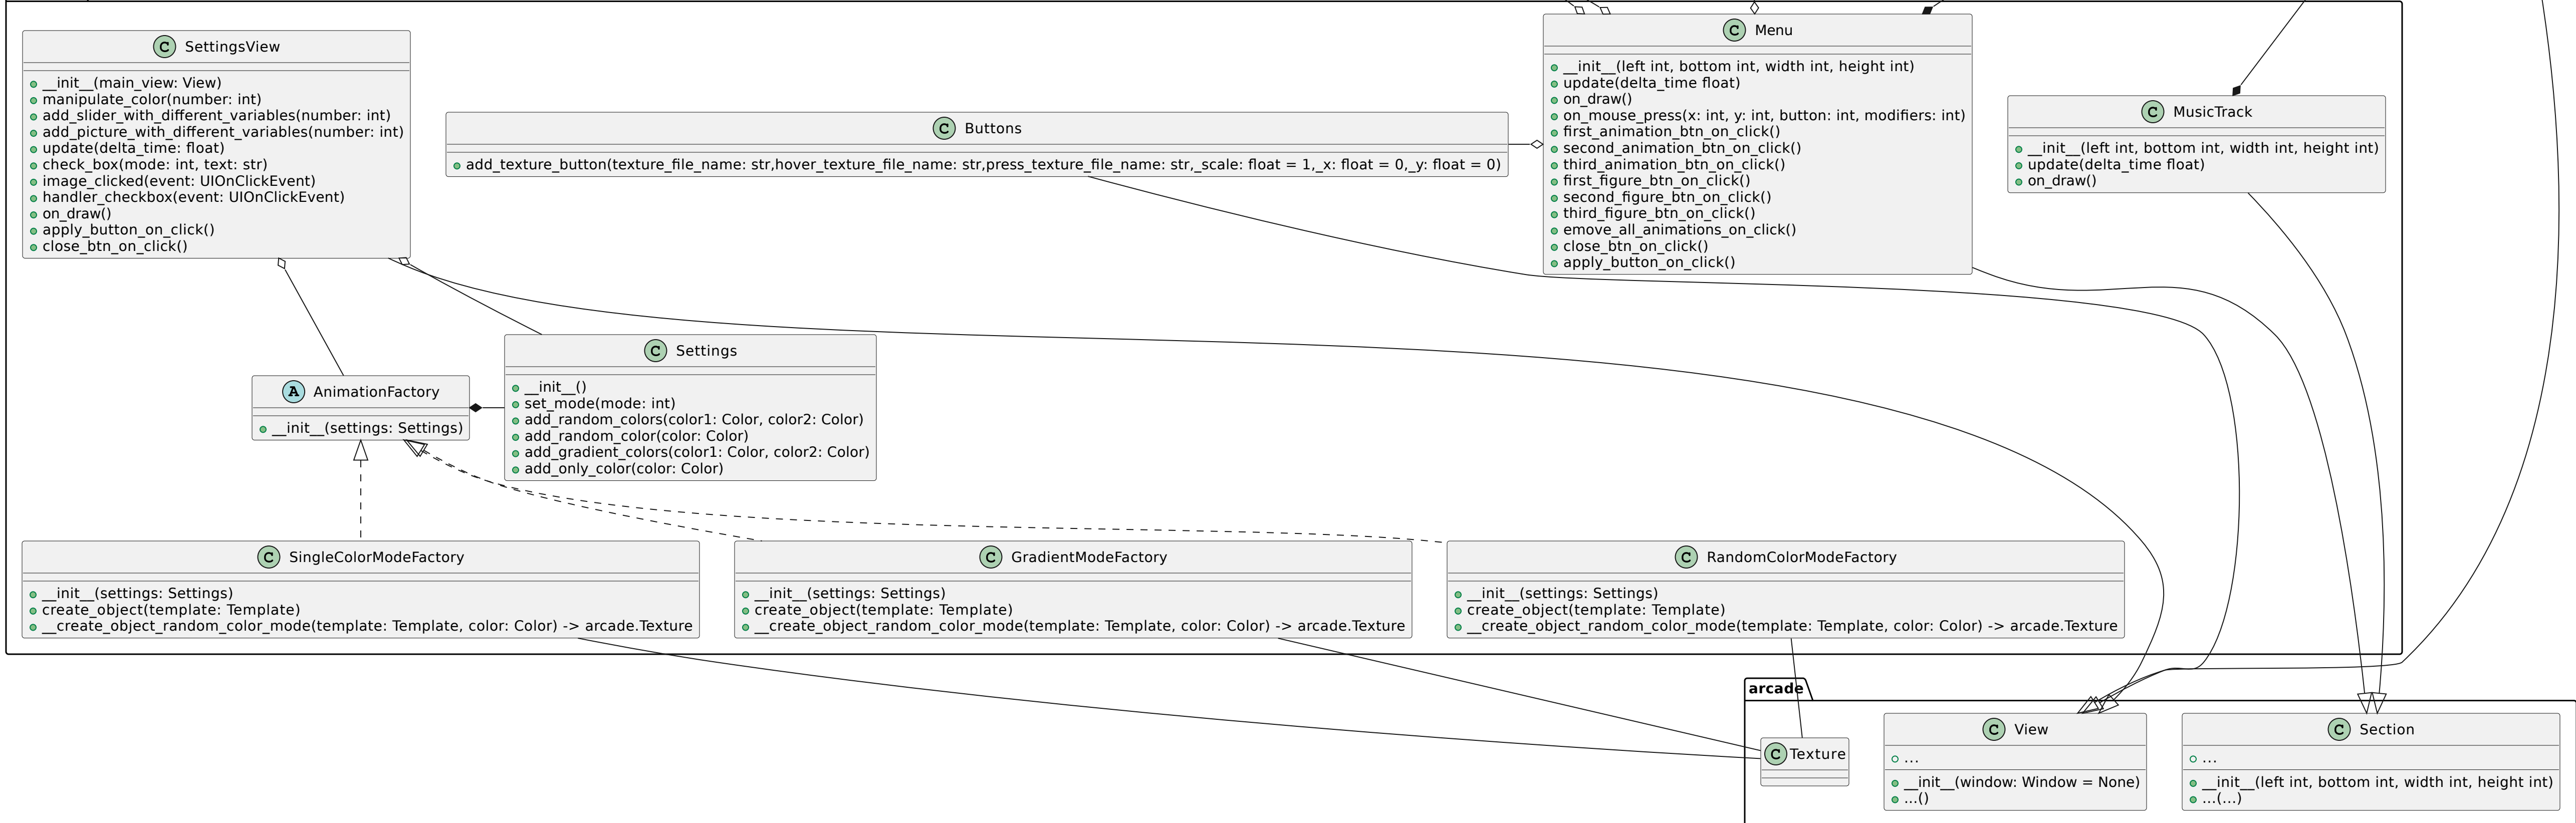 C SettingsView
__init__(main_view: View)
manipulate_color(number: int)
add_slider_with_different_variables(number: int)
add_picture_with_different_variables(number: int)
update(delta_time: float)
check_box(mode: int, text: str)
image_clicked(event: UIOnClickEvent)
handler_checkbox(event: UIOnClickEvent)
on_draw()
apply_button_on_click()
close_btn_on_click()
C Buttons
add_texture_button(texture_file_name: str,hover_texture_file_name: str,press_texture_file_name: str,_scale: float = 1,_x: float = 0,_y: float = 0)
C Menu
__init__(left int, bottom int, width int, height int)
update(delta_time float)
on_draw()
on_mouse_press(x: int, y: int, button: int, modifiers: int)
first_animation_btn_on_click()
second_animation_btn_on_click()
third_animation_btn_on_click()
first_figure_btn_on_click()
second_figure_btn_on_click()
third_figure_btn_on_click()
emove_all_animations_on_click()
close_btn_on_click()
apply_button_on_click()
C MusicTrack
__init__(left int, bottom int, width int, height int)
update(delta_time float)
on_draw()
A AnimationFactory
__init__(settings: Settings)
C Settings
__init__()
set_mode(mode: int)
add_random_colors(color1: Color, color2: Color)
add_random_color(color: Color)
add_gradient_colors(color1: Color, color2: Color)
add_only_color(color: Color)
C SingleColorModeFactory
__init__(settings: Settings)
create_object(template: Template)
__create_object_random_color_mode(template: Template, color: Color) -> arcade.Texture
C GradientModeFactory
__init__(settings: Settings)
create_object(template: Template)
__create_object_random_color_mode(template: Template, color: Color) -> arcade.Texture
C RandomColorModeFactory
__init__(settings: Settings)
create_object(template: Template)
__create_object_random_color_mode(template: Template, color: Color) -> arcade.Texture
arcade
C Texture
C View
...
__init__(window: Window = None)
...()
C Section
...
__init__(left int, bottom int, width int, height int)
...(...)